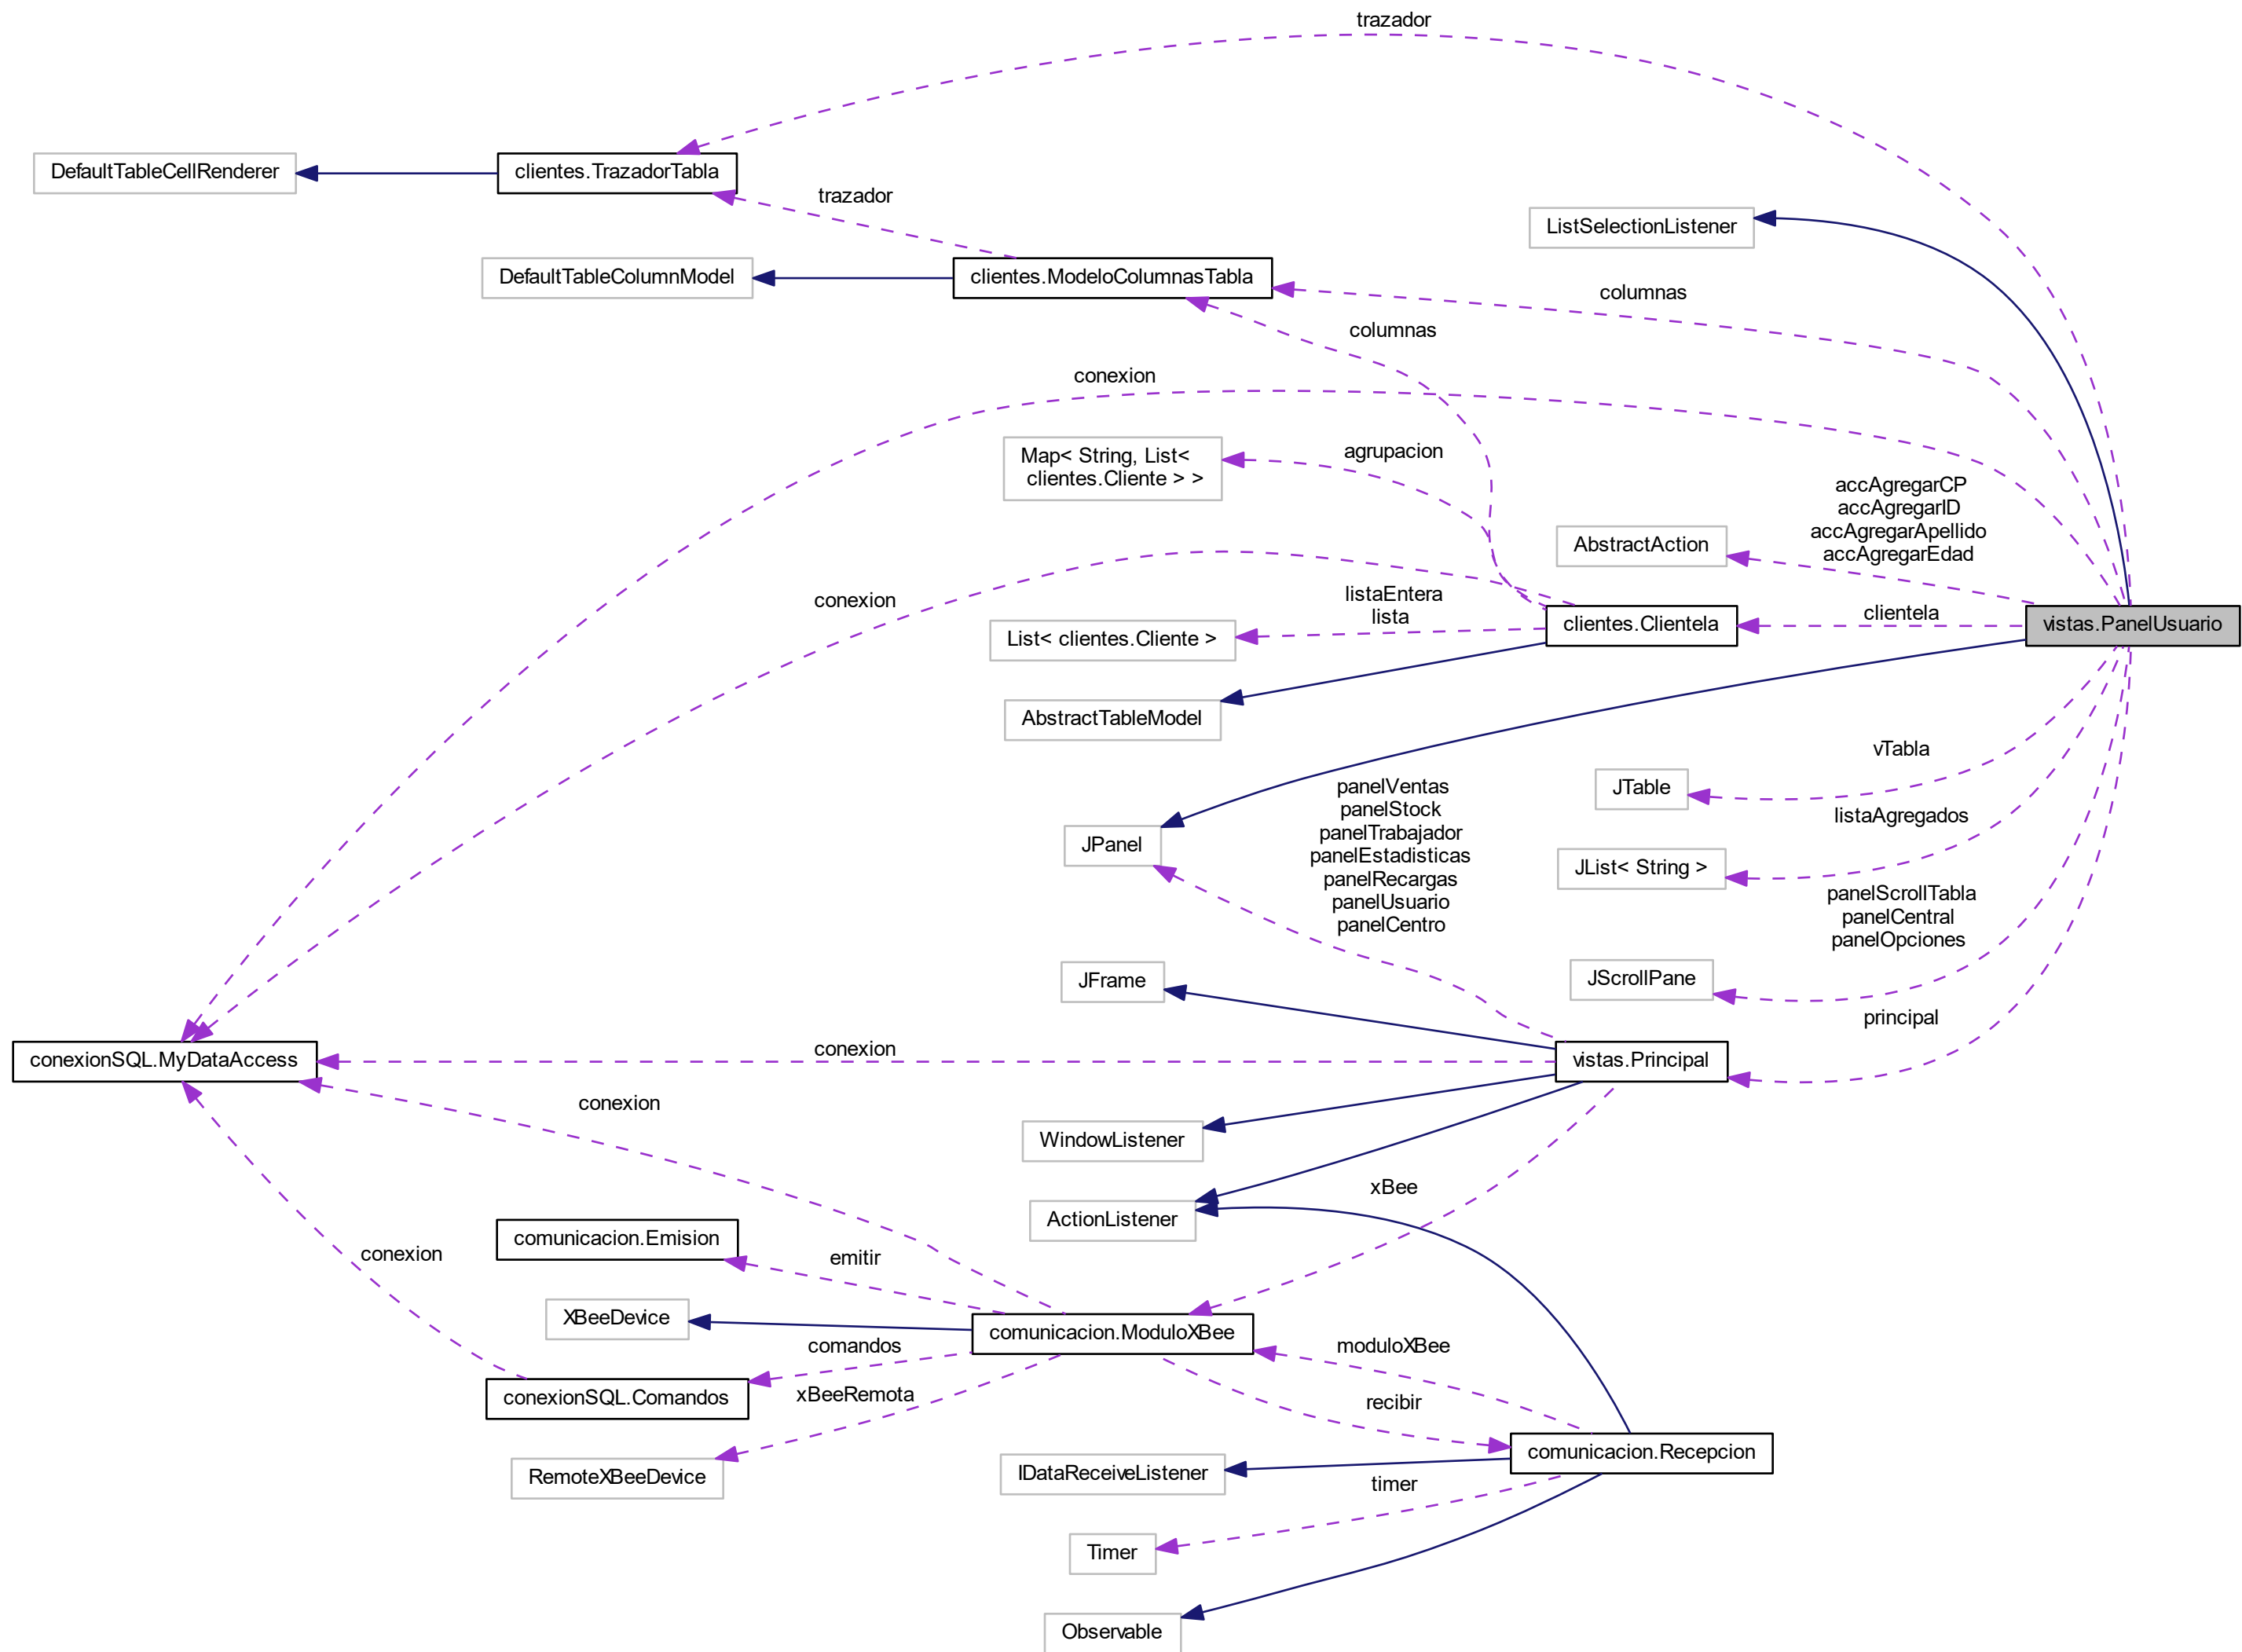 trazador
DefaultTableCellRenderer
clientes.TrazadorTabla
trazador
ListSelectionListener
DefaultTableColumnModel
clientes.ModeloColumnasTabla
columnas
columnas
conexion
Map< String, List<
clientes.Cliente > >
agrupacion
accAgregarCP
accAgregarID
accAgregarApellido
accAgregarEdad
AbstractAction
conexion
listaEntera
lista
List< clientes.Cliente >
clientes.Clientela
clientela
vistas.PanelUsuario
AbstractTableModel
vTabla
JTable
panelVentas
panelStock
panelTrabajador
panelEstadisticas
panelRecargas
panelUsuario
panelCentro
JPanel
listaAgregados
JList< String >
panelScrollTabla
panelCentral
panelOpciones
JFrame
JScrollPane
principal
conexionSQL.MyDataAccess
conexion
vistas.Principal
conexion
WindowListener
xBee
ActionListener
comunicacion.Emision
conexion
emitir
XBeeDevice
comunicacion.ModuloXBee
comandos
moduloXBee
conexionSQL.Comandos
xBeeRemota
recibir
RemoteXBeeDevice
IDataReceiveListener
comunicacion.Recepcion
timer
Timer
Observable